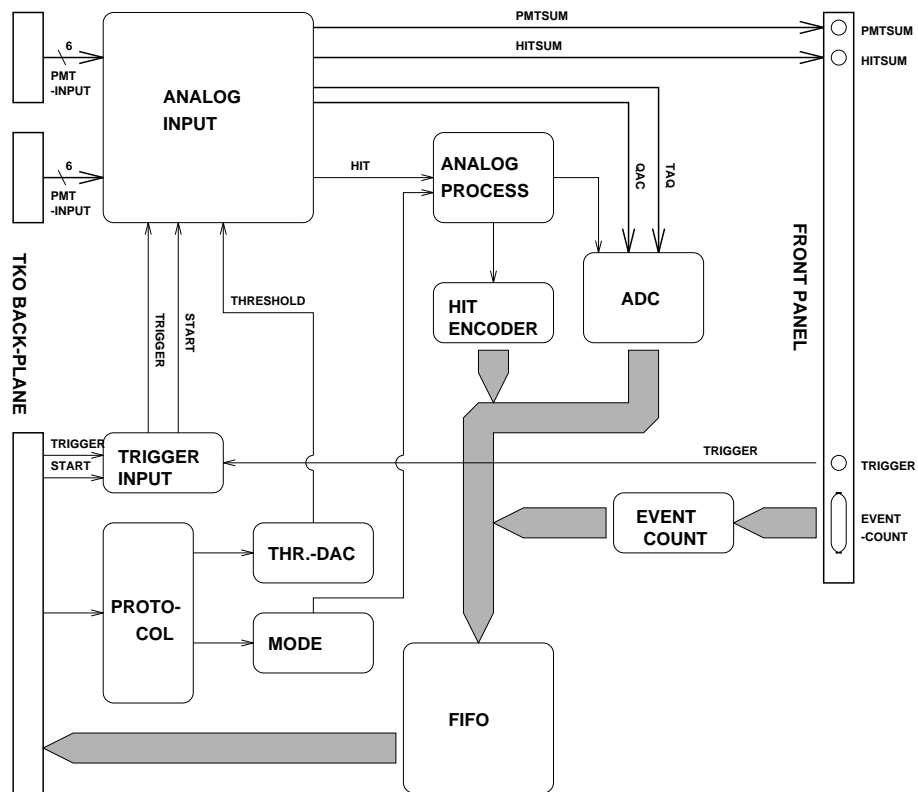 PMTSUM
PMTSUM
6
HITSUM
HITSUM
PMT
-INPUT
ANALOG
INPUT
6
PMT
-INPUT
HIT
ANALOG
PROCESS
QAC
TAQ
TKO BACK-PLANE
FRONT PANEL
THRESHOLD
TRIGGER
START
HIT
ENCODER
ADC
TRIGGER
START
TRIGGER
INPUT
TRIGGER
TRIGGER
EVENT
COUNT
EVENT
-COUNT
THR.-DAC
PROTO-
COL
MODE
FIFO